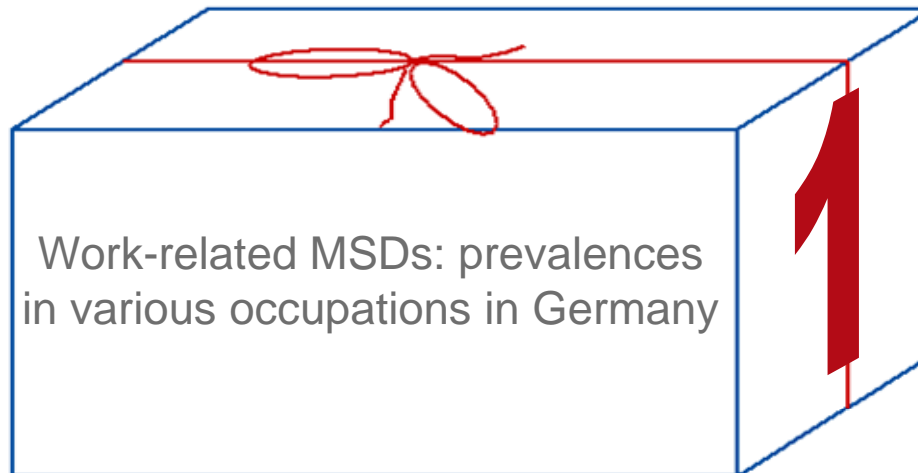 Work-related MSDs: prevalences
in various occupations in Germany
1